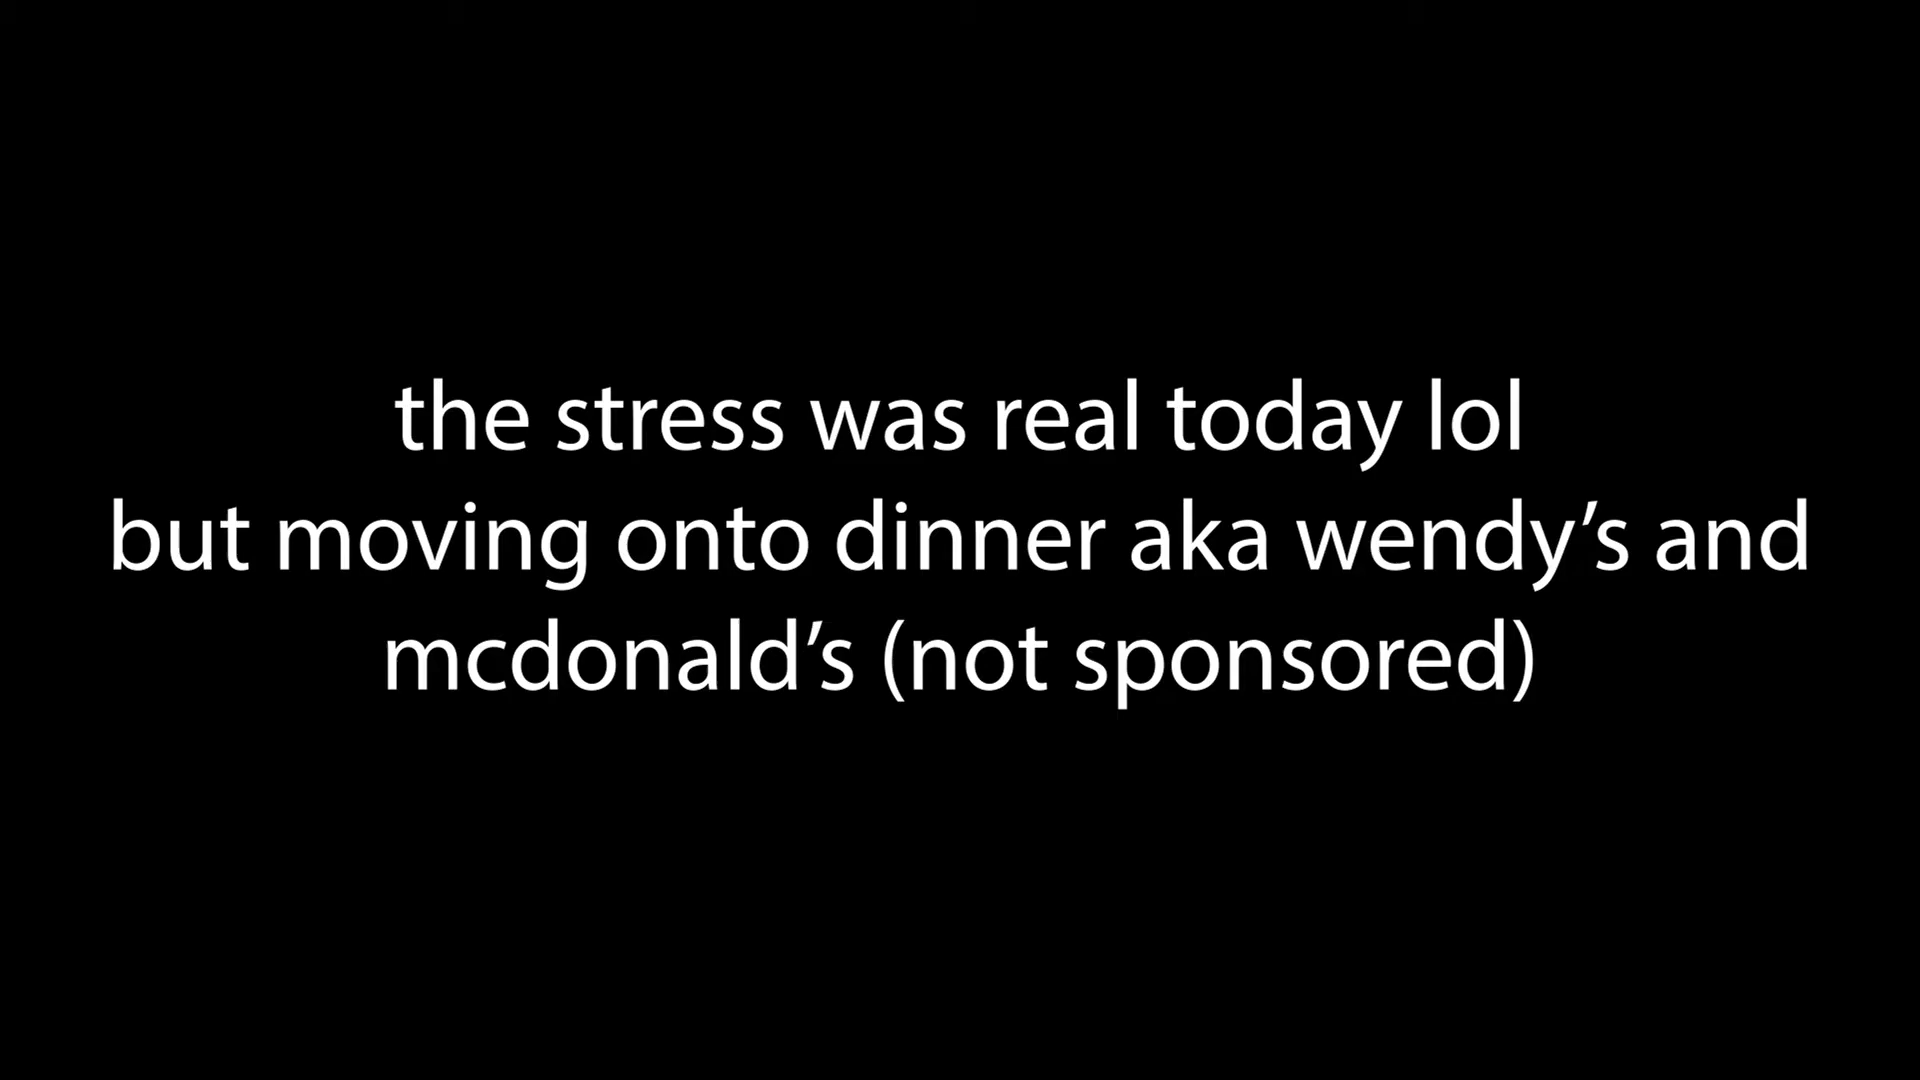 the stress was real today lol
but moving onto dinner aka wendy’s and
mcdonald’s (not sponsored)